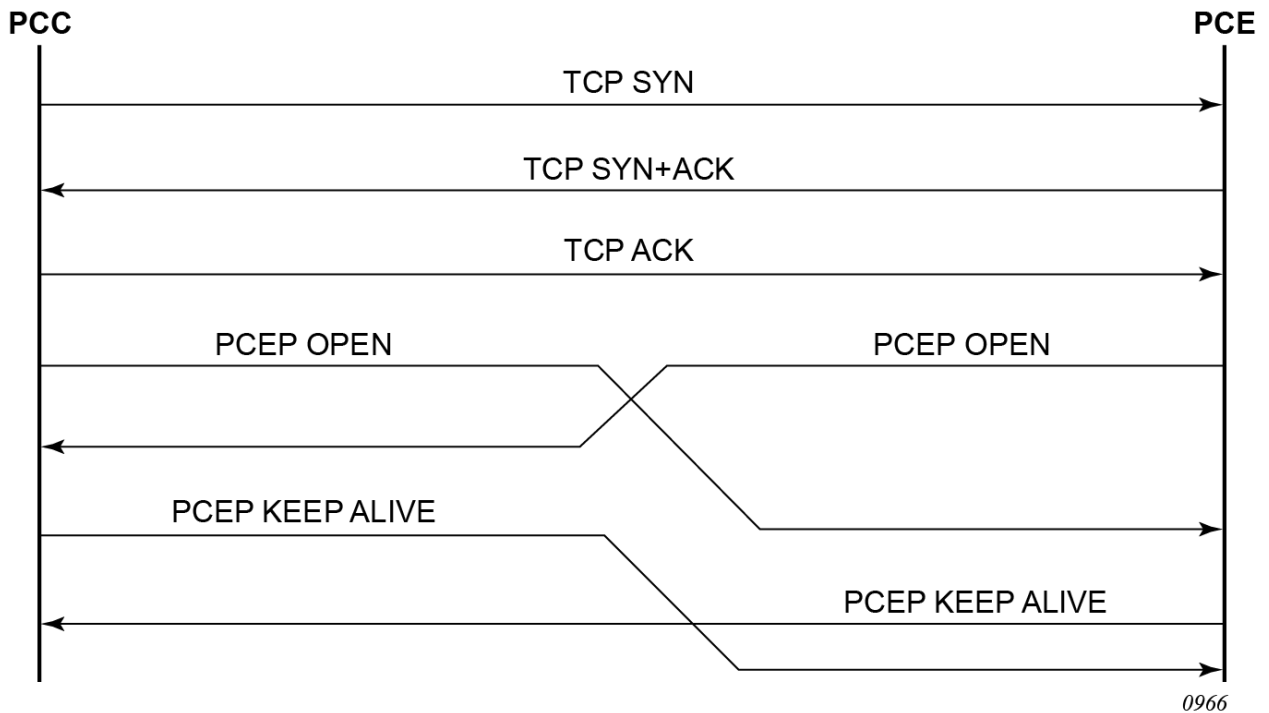 PCC PCE
TCP SYN
TCP SYN+ACK
TCP ACK
PCEP OPEN PCEP OPEN
PCEP KEEP ALIVE
PCEP KEEP ALIVE
0966